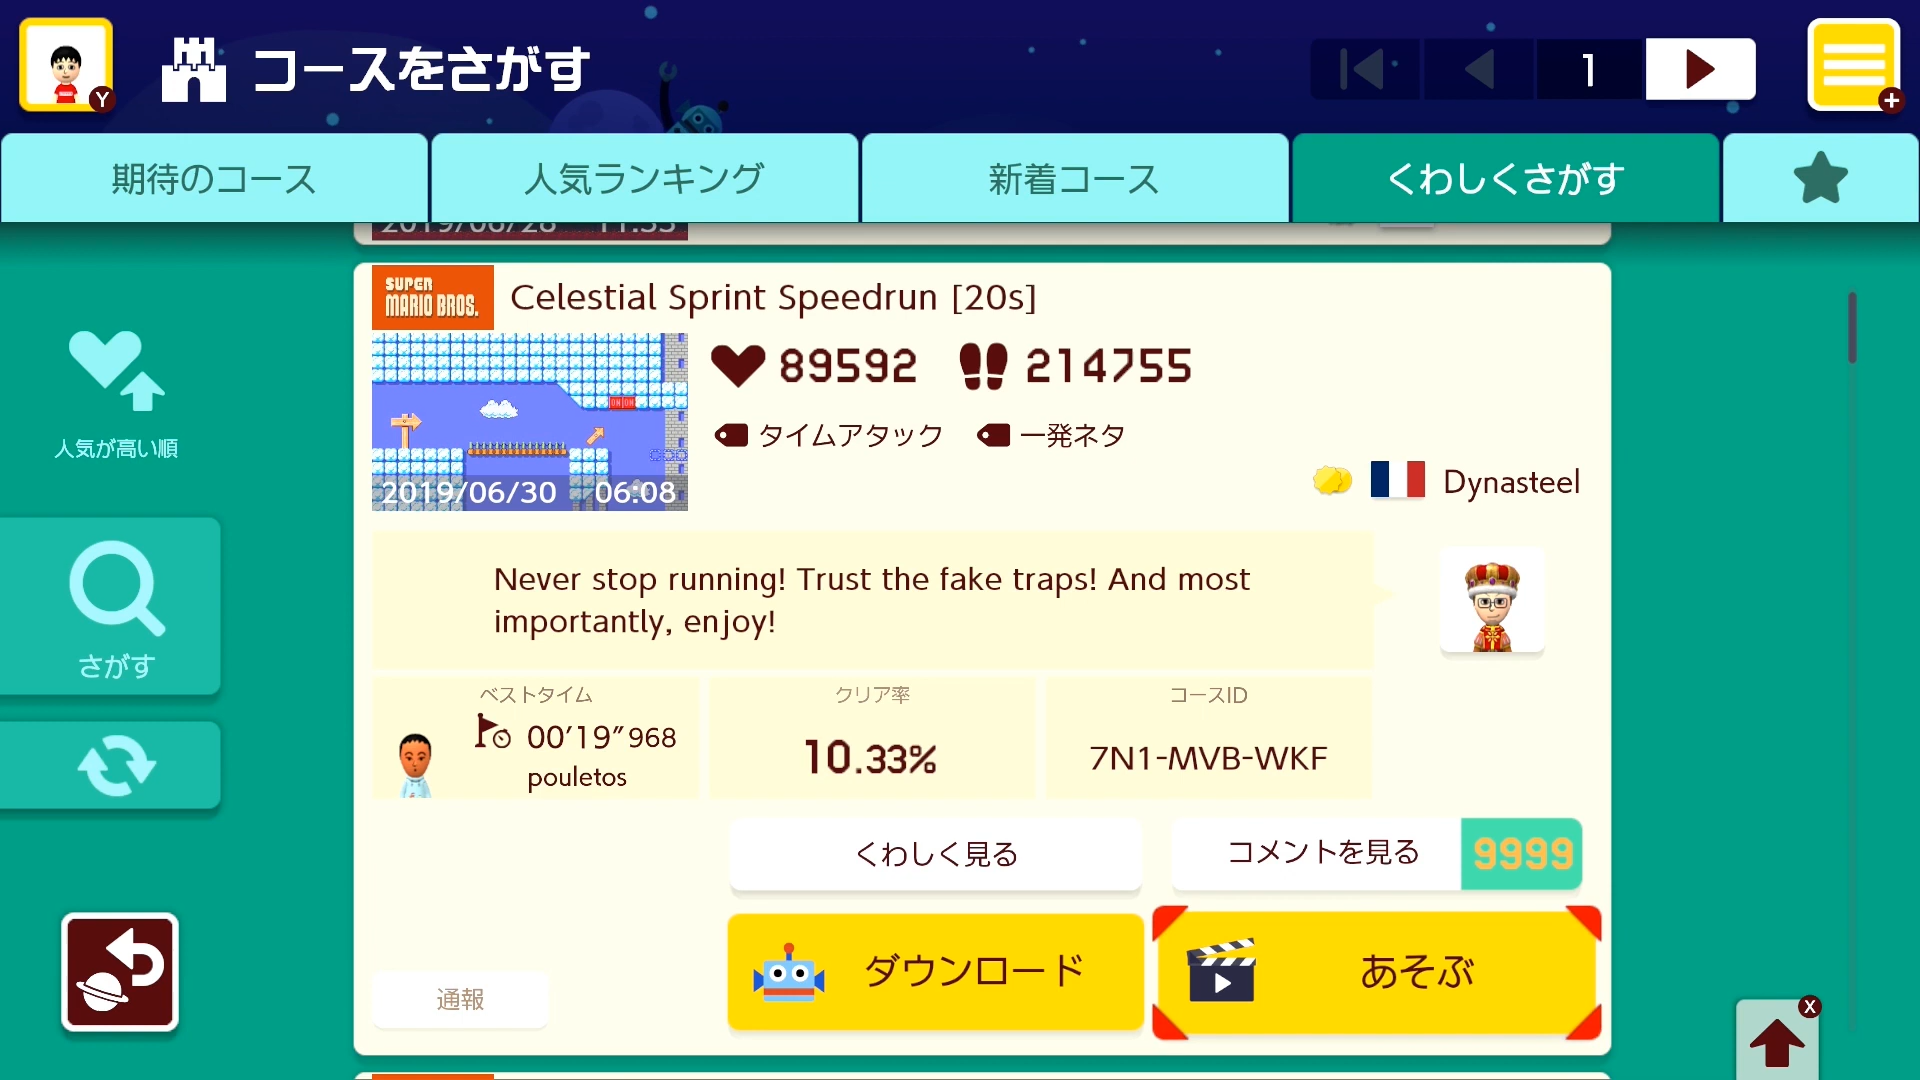 コースをさがす
1
Y
期待のコース
人気ランキング
新着コース
くわしくさがす
2019/06/28 11:33
人気が高い順
さがす
SUPER MARIO BROS.
Celestial Sprint Speedrun [20s]
89592 214755
タイムアタック 一発ネタ
2019/06/30 06:08
Dynasteel
Never stop running! Trust the fake traps! And most
importantly, enjoy!
ベストタイム
00'19"968
pouletos
クリア率
10.33%
コースID
7N1-MVB-WKF
くわしく見る
コメントを見る 9999
通報
ダウンロード
あそぶ
X